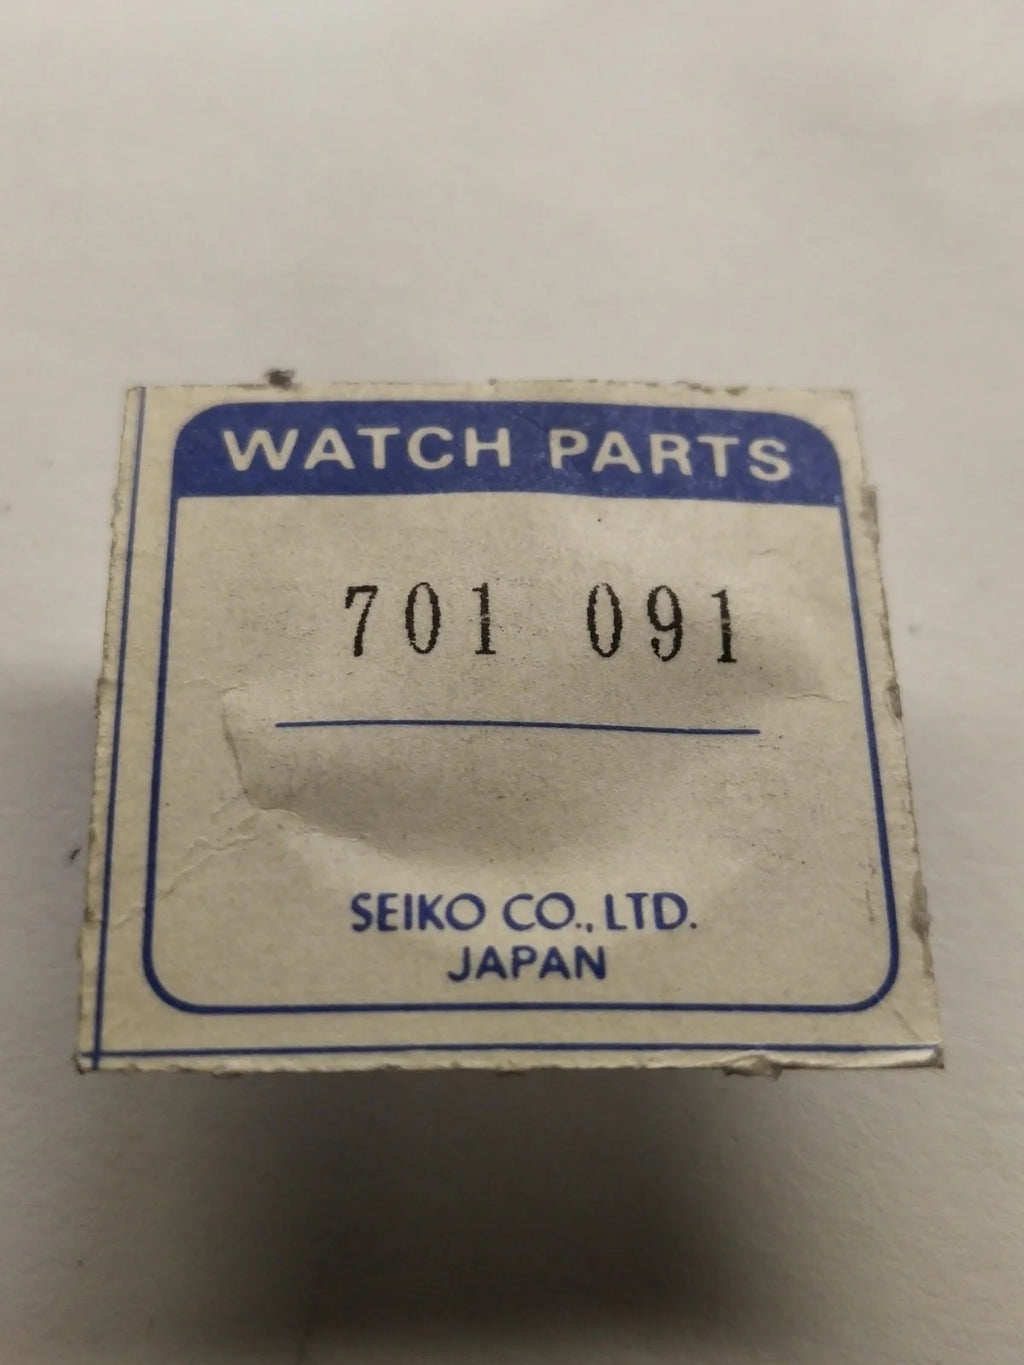 WATCH PARTS
701 091
SEIKO CO., LTD.
JAPAN